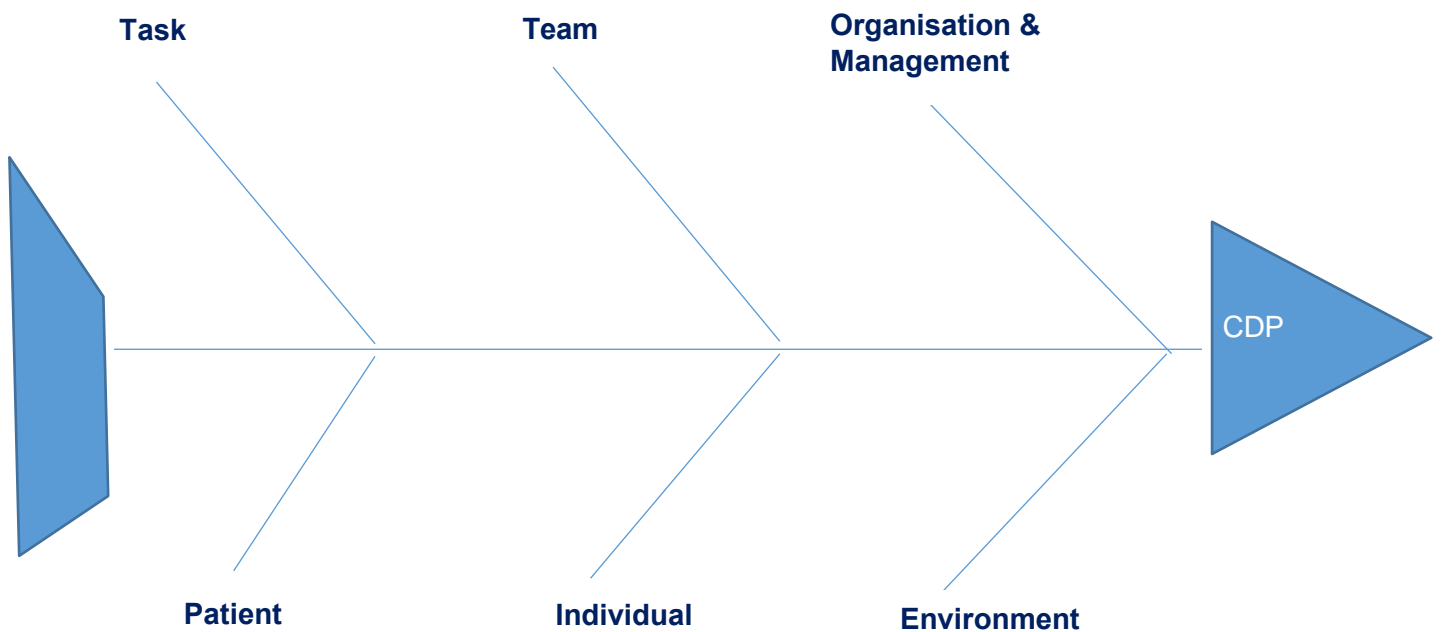 Task
Team
Organisation &
Management
CDP
Patient
Individual
Environment